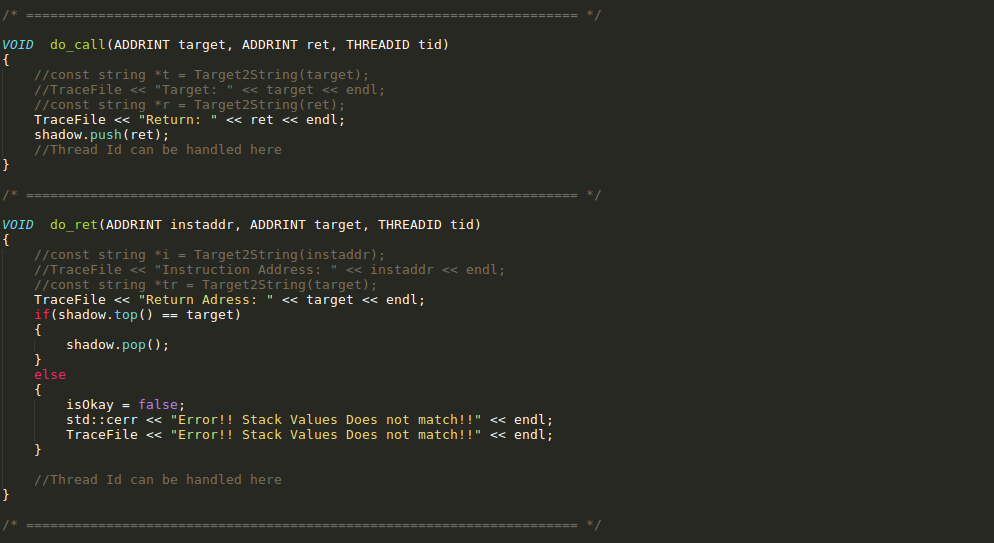 /* ===================================================================== */
VOID  do_call(ADDRINT target, ADDRINT ret, THREADID tid)
{
    //const string *t = Target2String(target);
    //TraceFile << "Target: " << target << endl;
    //const string *r = Target2String(ret);
    TraceFile << "Return: " << ret << endl;
    shadow.push(ret);
    //Thread Id can be handled here
}
/* ===================================================================== */
VOID  do_ret(ADDRINT instaddr, ADDRINT target, THREADID tid)
{
    //const string *i = Target2String(instaddr);
    //TraceFile << "Instruction Address: " << instaddr << endl;
    //const string *tr = Target2String(target);
    TraceFile << "Return Adress: " << target << endl;
    if(shadow.top() == target)
    {
        shadow.pop();
    }
    else
    {
        isOkay = false;
        std::cerr << "Error!! Stack Values Does not match!!" << endl;
        TraceFile << "Error!! Stack Values Does not match!!" << endl;
    }
    //Thread Id can be handled here
}
/* ===================================================================== */